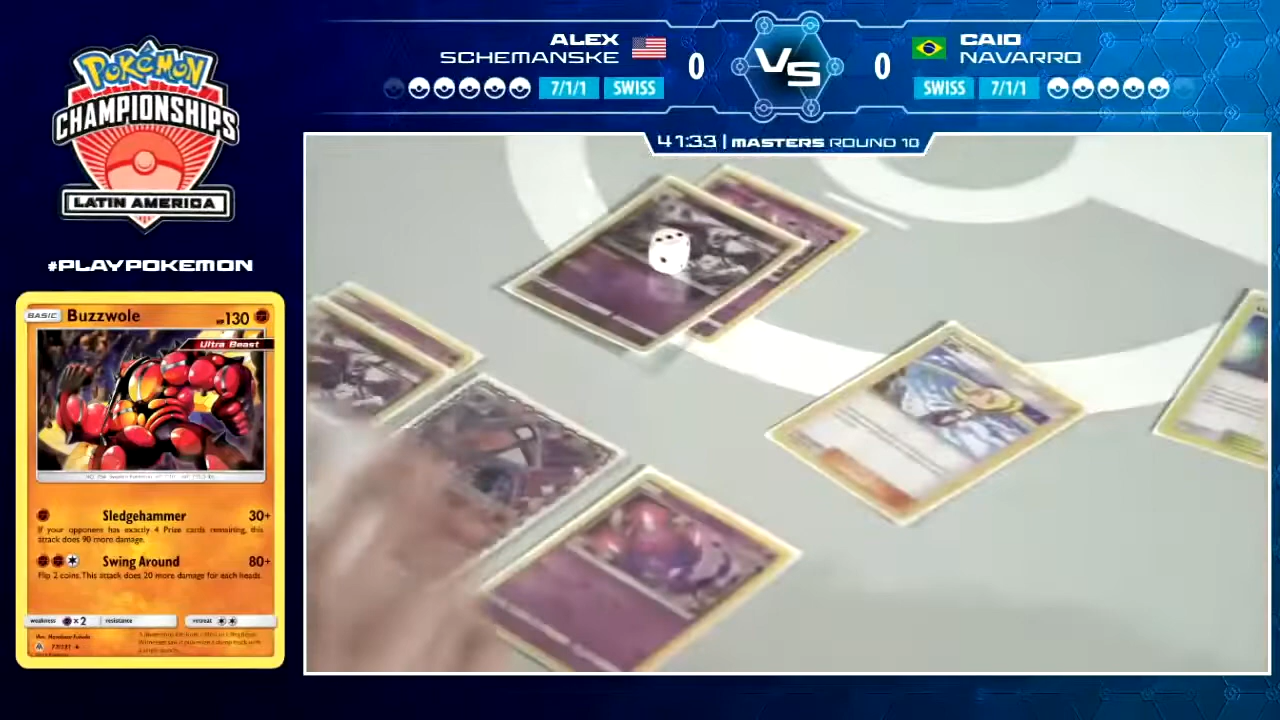 POKÉMON
CHAMPIONSHIPS
LATIN AMERICA
#PLAYPOKEMON
ALEX
SCHEMANSKE
0
VS
0
CAIO
NAVARRO
7/1/1
SWISS
SWISS
7/1/1
41:33 | MASTERS ROUND 10
BASIC
Buzzwole
HP130
Ultra Beast
Sledgehammer 30+
If your opponent has exactly 4 Prize cards remaining, this
attack does 90 more damage.
Swing Around 80+
Flip 2 coins. This attack does 20 more damage for each heads.
weakness ×2 resistance retreat